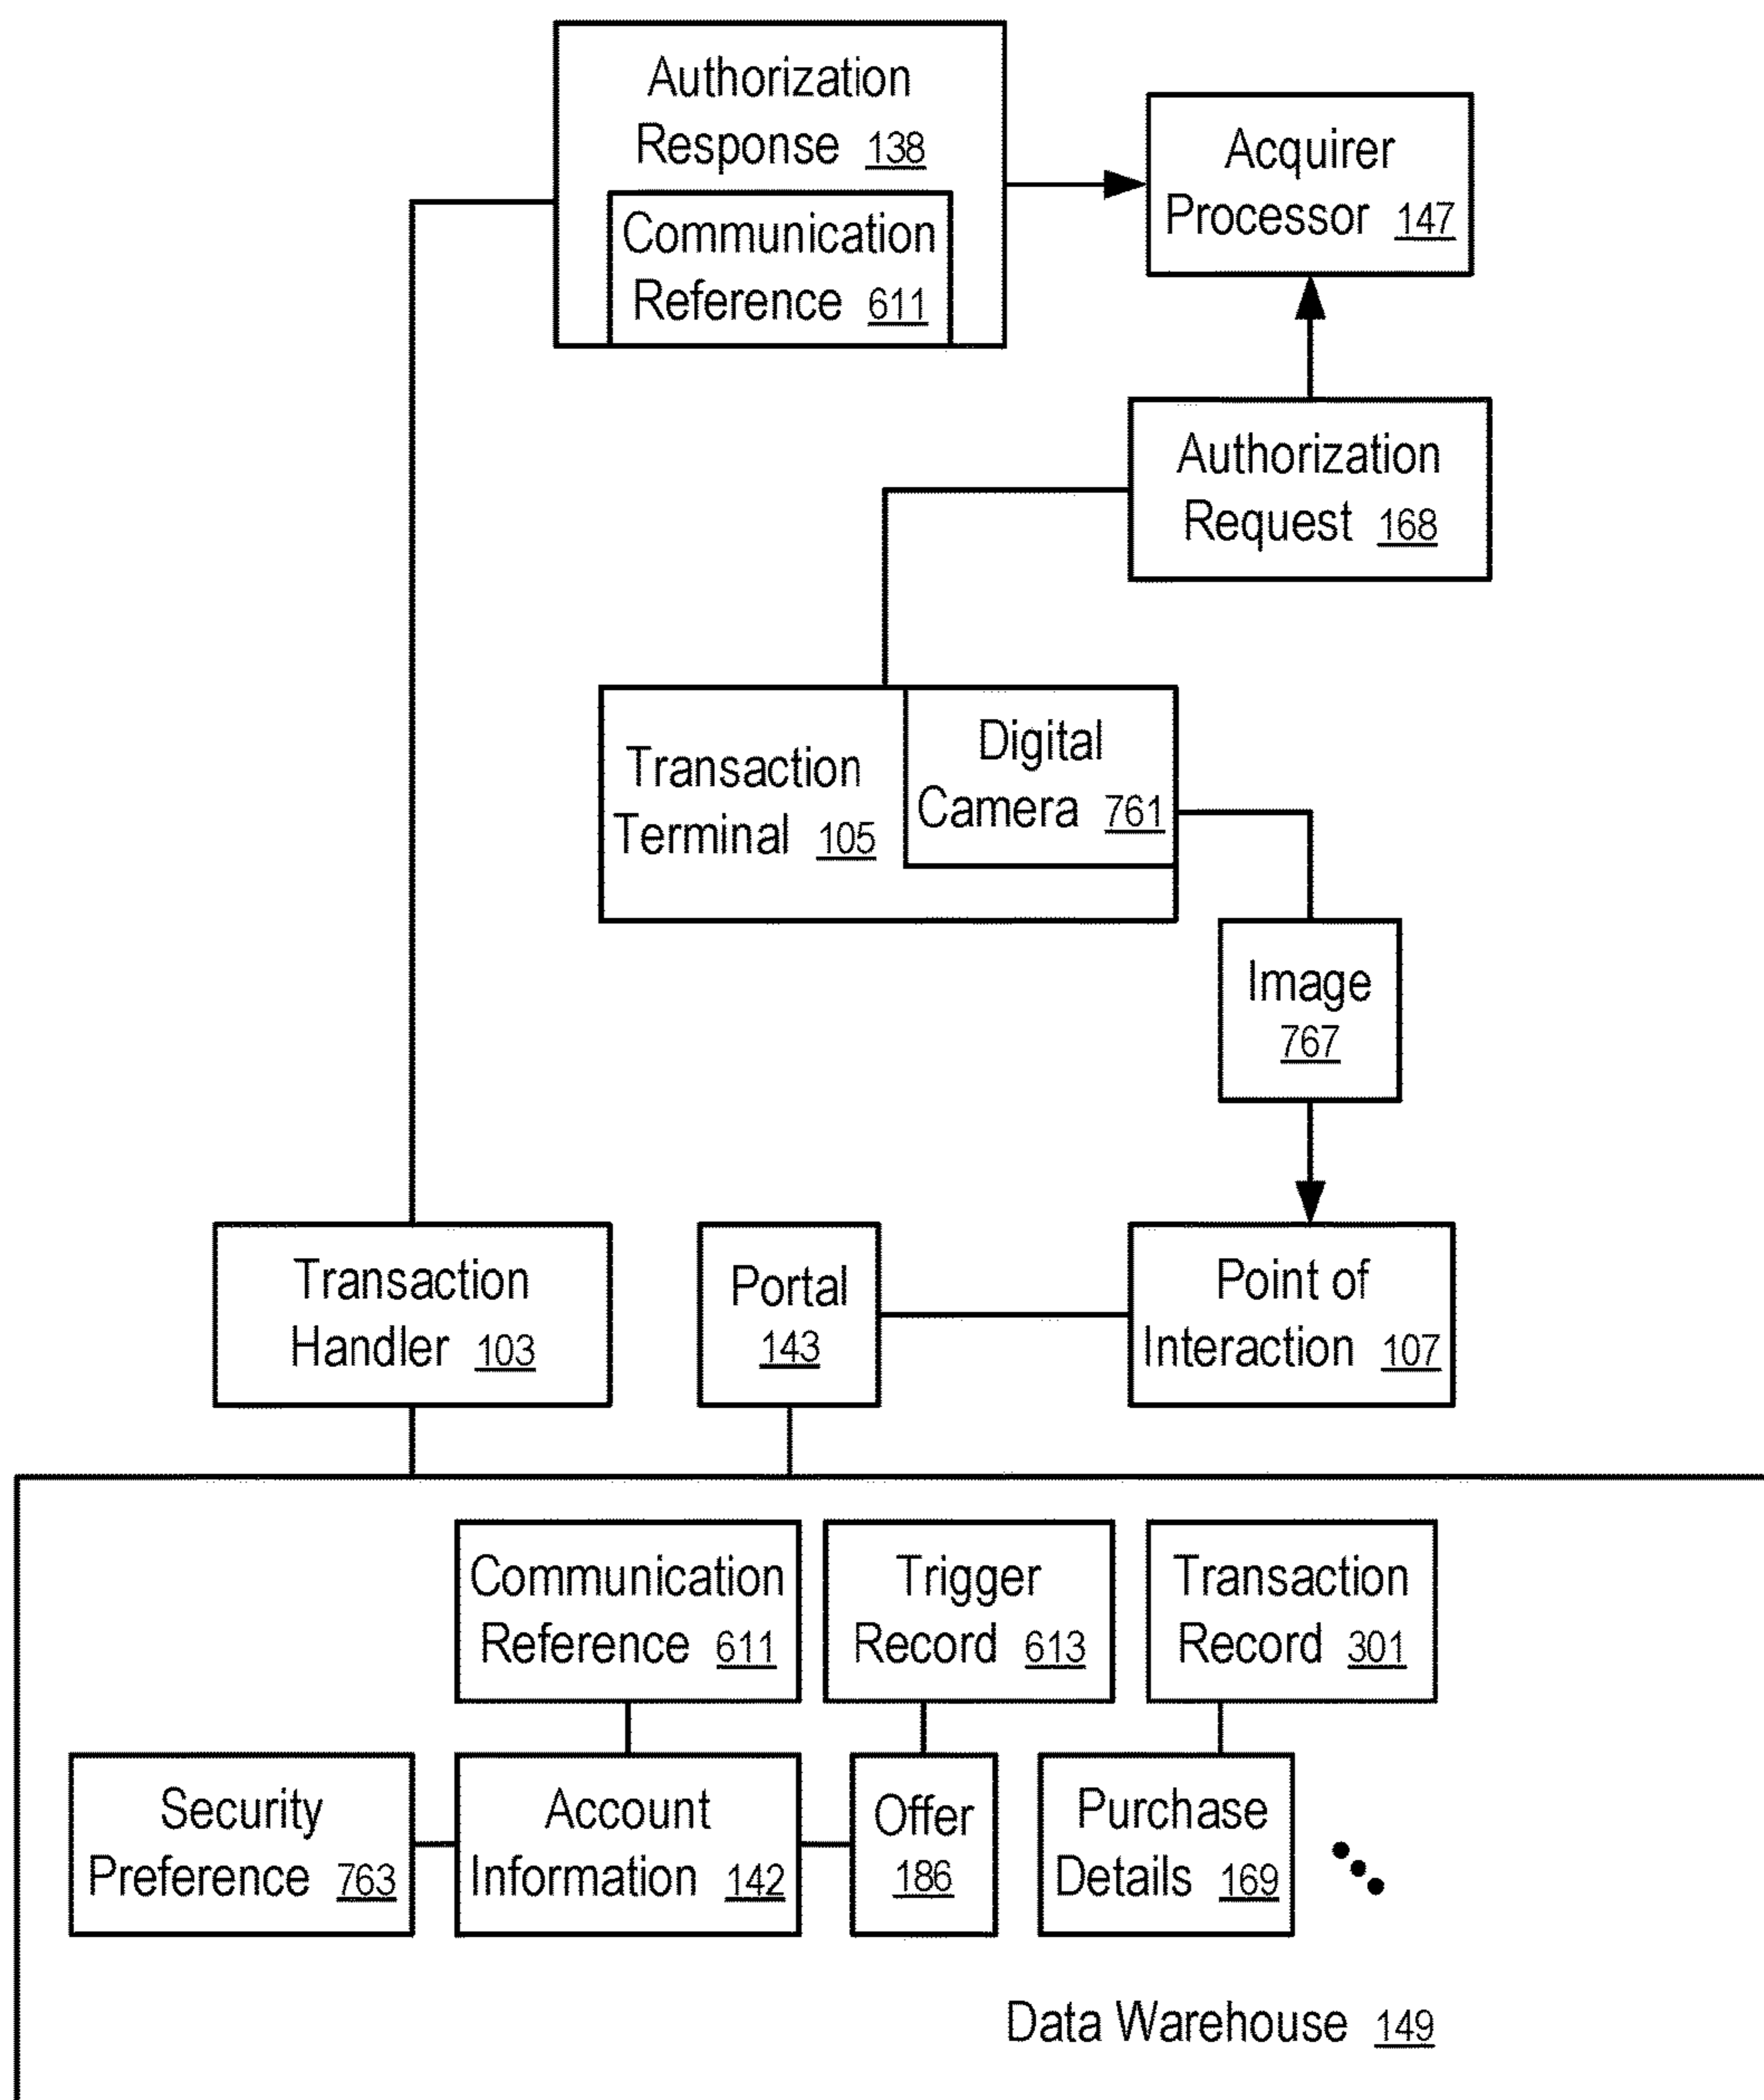 Authorization
Response 138
Communication
Reference 611
Acquirer
Processor 147
Authorization
Request 168
Transaction
Terminal 105
Digital
Camera 761
Image
767
Transaction
Handler 103
Portal
143
Point of
Interaction 107
Communication
Reference 611
Trigger
Record 613
Transaction
Record 301
Security
Preference 763
Account
Information 142
Offer
186
Purchase
Details 169
Data Warehouse 149